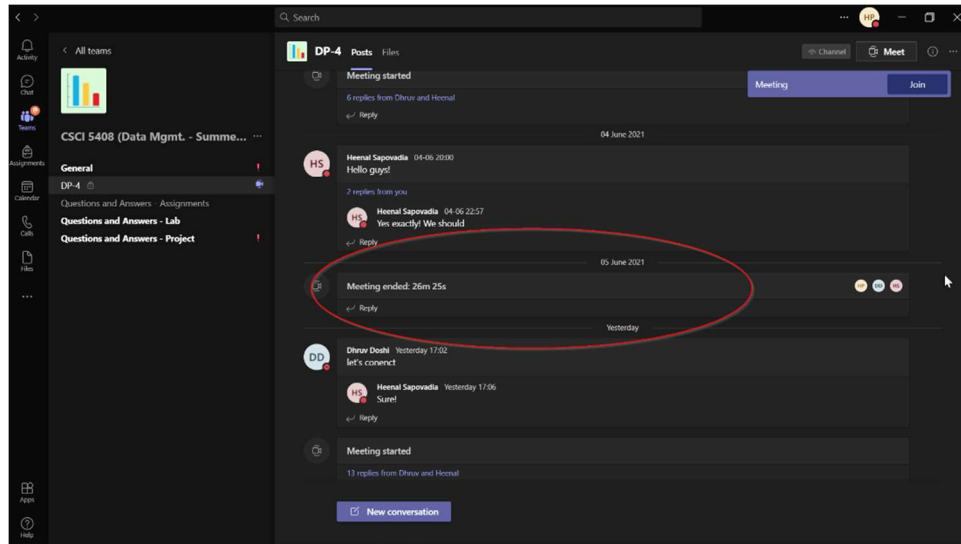 Search
HP
Activity
Chat
Teams
Assignments
Calendar
Calls
Files
Apps
Help
All teams
CSCI 5408 (Data Mgmt. - Summe...
General
DP-4
Questions and Answers - Assignments
Questions and Answers - Lab
Questions and Answers - Project
DP-4 Posts Files
Channel
Meet
Meeting Join
Meeting started
6 replies from Dhruv and Heenal
Reply
04 June 2021
HS
Heenal Sapovadia 04-06 20:00
Hello guys!
2 replies from you
HS
Heenal Sapovadia 04-06 22:57
Yes exactly! We should
Reply
05 June 2021
Meeting ended: 26m 25s
HP DD HS
Reply
Yesterday
DD
Dhruv Doshi Yesterday 17:02
let's conenct
HS
Heenal Sapovadia Yesterday 17:06
Sure!
Reply
Meeting started
13 replies from Dhruv and Heenal
New conversation